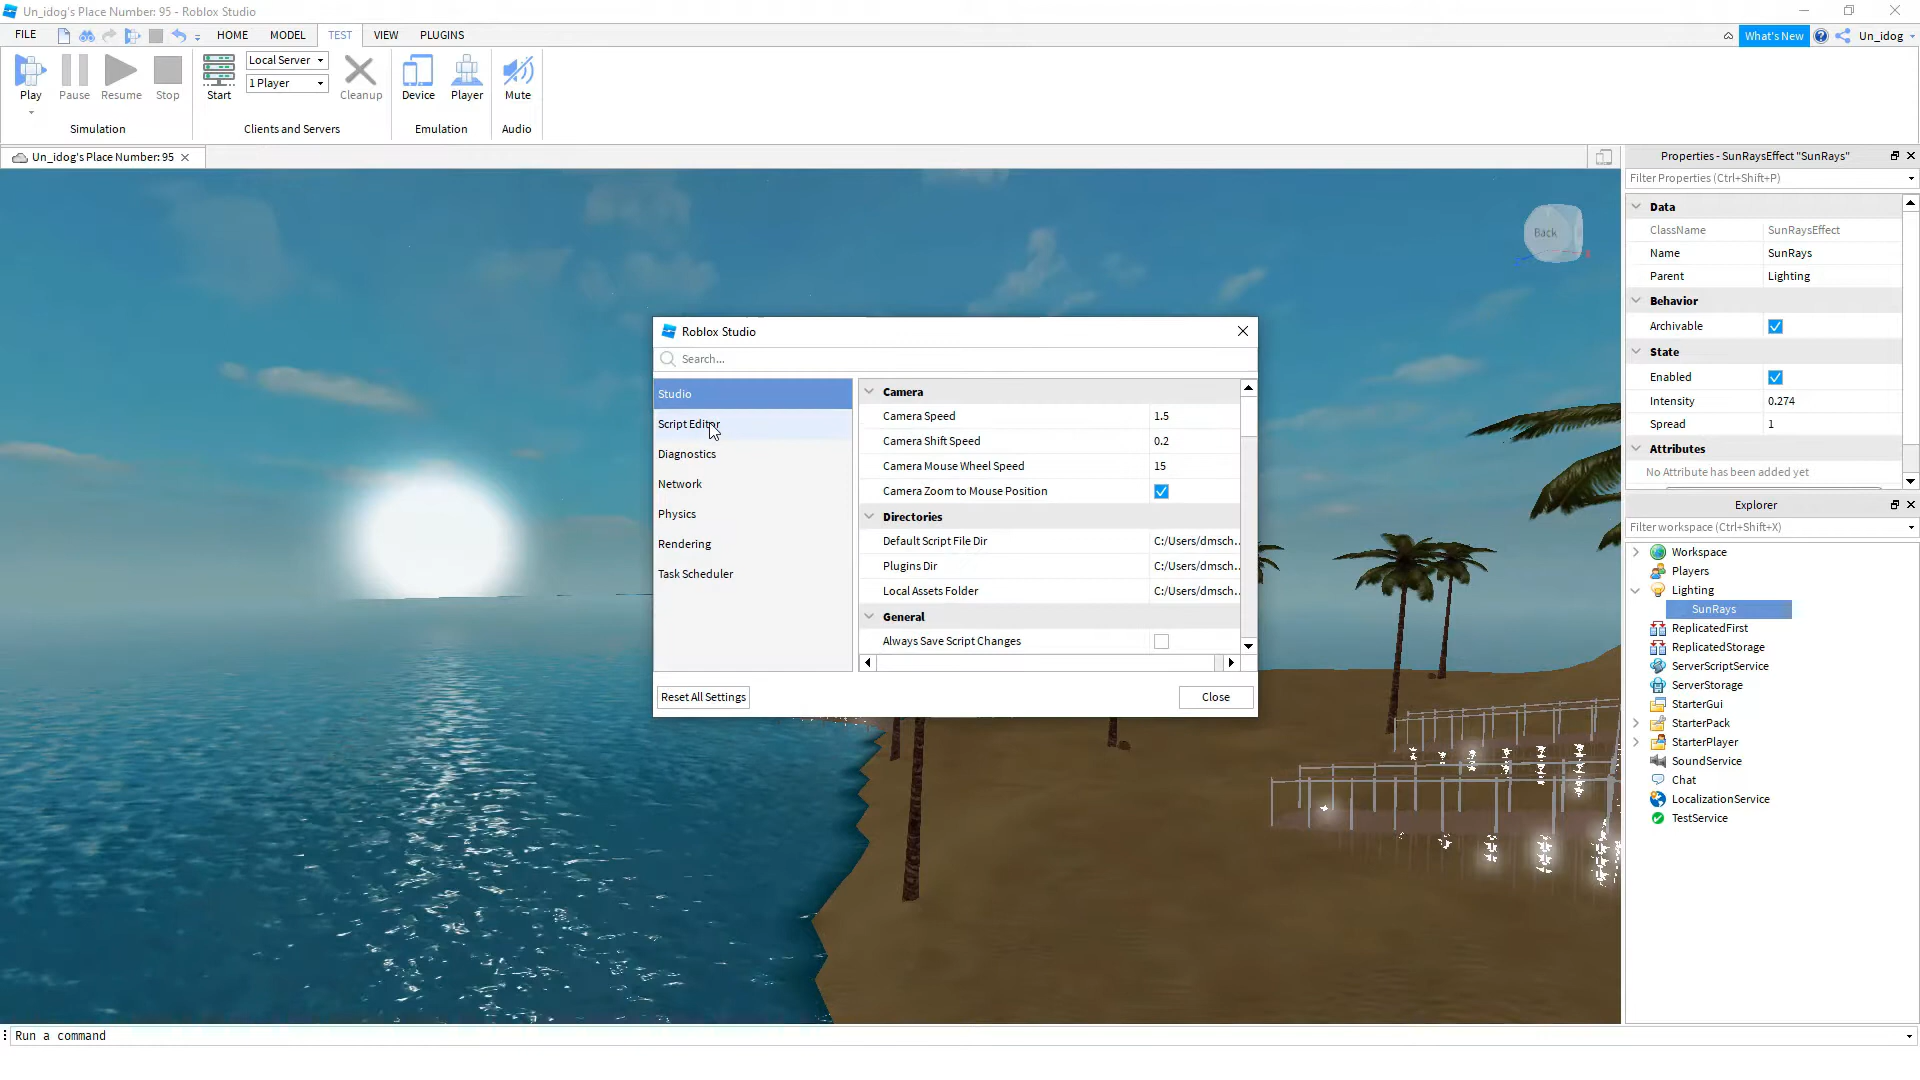 Un_idog's Place Number: 95 - Roblox Studio
FILE HOME MODEL TEST VIEW PLUGINS What's New Un_idog
Play Pause Resume Stop
Simulation
Local Server
1 Player
Start Cleanup
Clients and Servers
Device Player
Emulation
Mute
Audio
Un_idog's Place Number: 95
Back
Roblox Studio
Search...
Studio
Script Editor
Diagnostics
Network
Physics
Rendering
Task Scheduler
Camera
Camera Speed 1.5
Camera Shift Speed 0.2
Camera Mouse Wheel Speed 15
Camera Zoom to Mouse Position
Directories
Default Script File Dir C:/Users/dmsch...
Plugins Dir C:/Users/dmsch...
Local Assets Folder C:/Users/dmsch...
General
Always Save Script Changes
Reset All Settings Close
Properties - SunRaysEffect "SunRays"
Filter Properties (Ctrl+Shift+P)
Data
ClassName SunRaysEffect
Name SunRays
Parent Lighting
Behavior
Archivable
State
Enabled
Intensity 0.274
Spread 1
Attributes
No Attribute has been added yet
Explorer
Filter workspace (Ctrl+Shift+X)
Workspace
Players
Lighting
SunRays
ReplicatedFirst
ReplicatedStorage
ServerScriptService
ServerStorage
StarterGui
StarterPack
StarterPlayer
SoundService
Chat
LocalizationService
TestService
Run a command